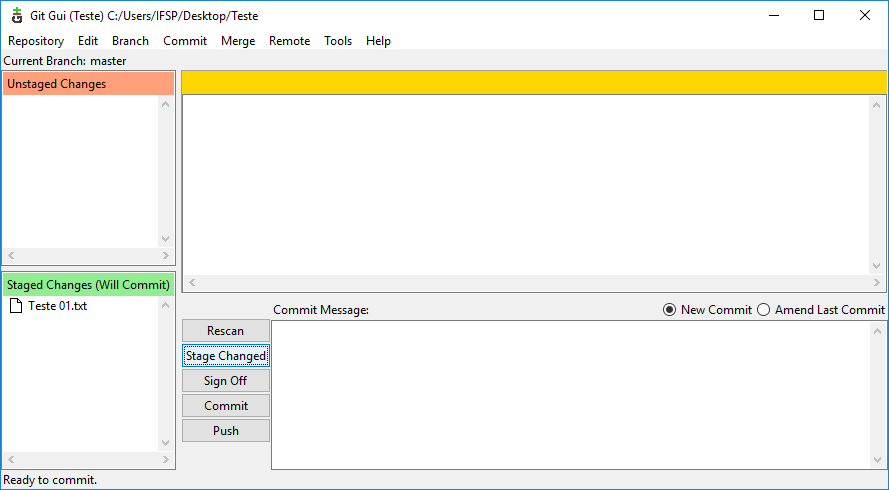 Git Gui (Teste) C:/Users/IFSP/Desktop/Teste
Repository Edit Branch Commit Merge Remote Tools Help
Current Branch: master
Unstaged Changes
Staged Changes (Will Commit)
Teste 01.txt
Commit Message:
New Commit
Amend Last Commit
Rescan
Stage Changed
Sign Off
Commit
Push
Ready to commit.